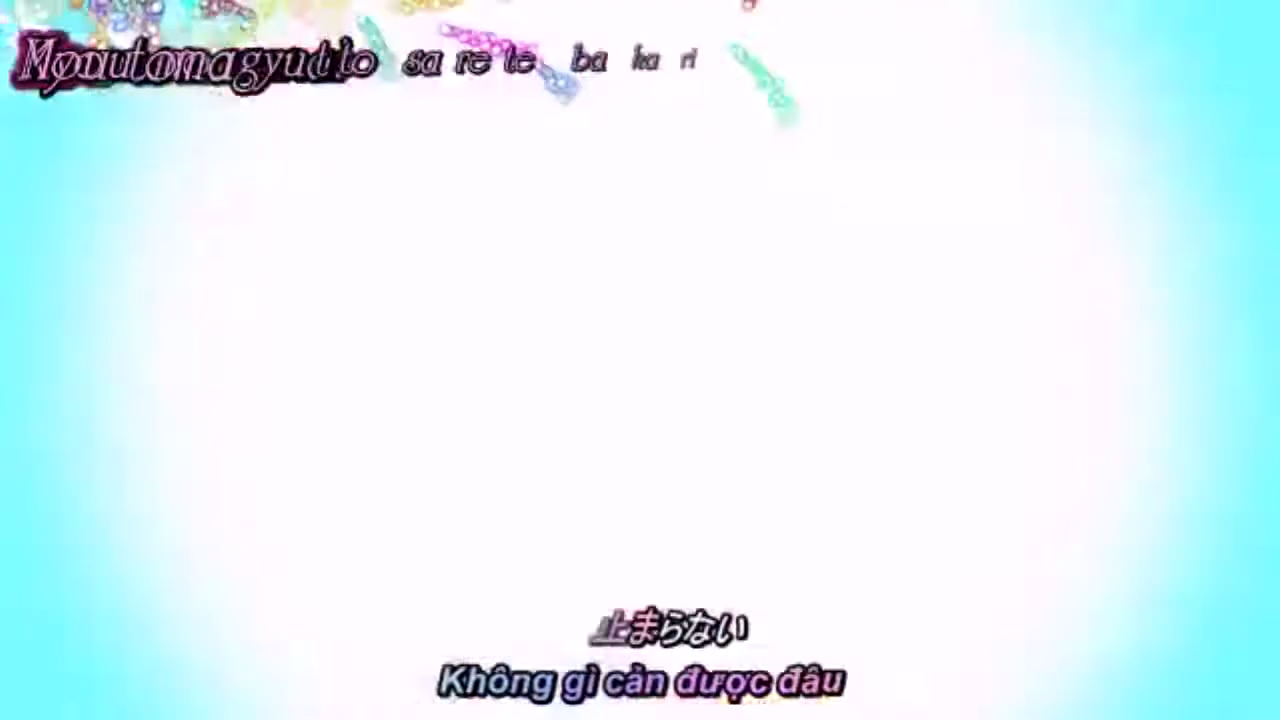 sa re te ba ka ri
止まらない
Không gì cản được đâu